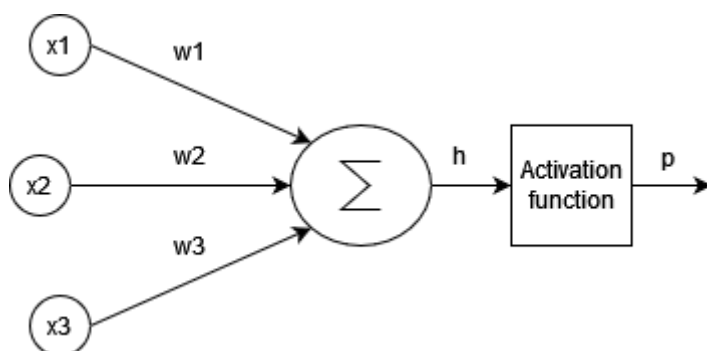 x1
w1
x2
w2
x3
w3
∑
h
Activation
function
p